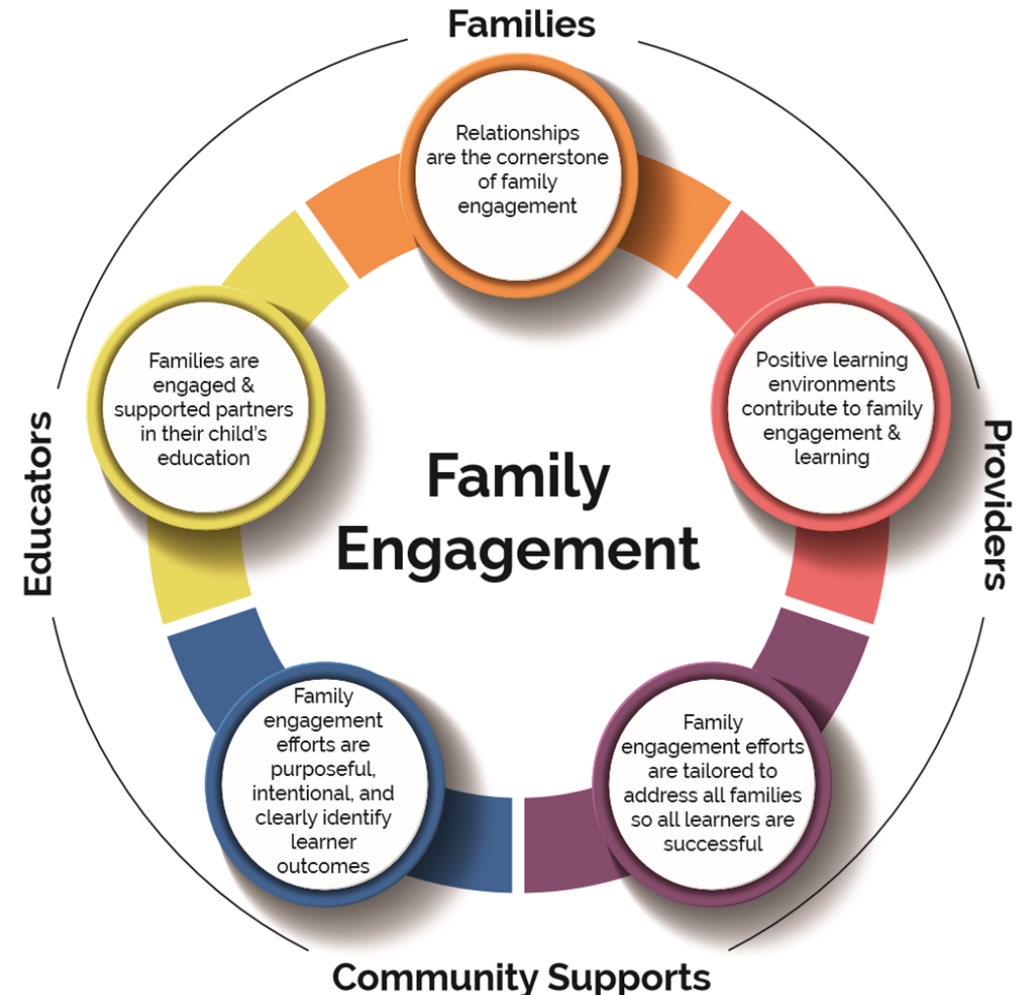 Families
Relationships
are the cornerstone
of family
engagement
Families are
engaged &
supported partners
in their child's
education
Positive learning
environments
contribute to family
engagement &
learning
Educators
Family
Engagement
Providers
Family
engagement
efforts are
purposeful,
intentional, and
clearly identify
learner
outcomes
Family
engagement efforts
are tailored to
address all families
so all learners are
successful
Community Supports